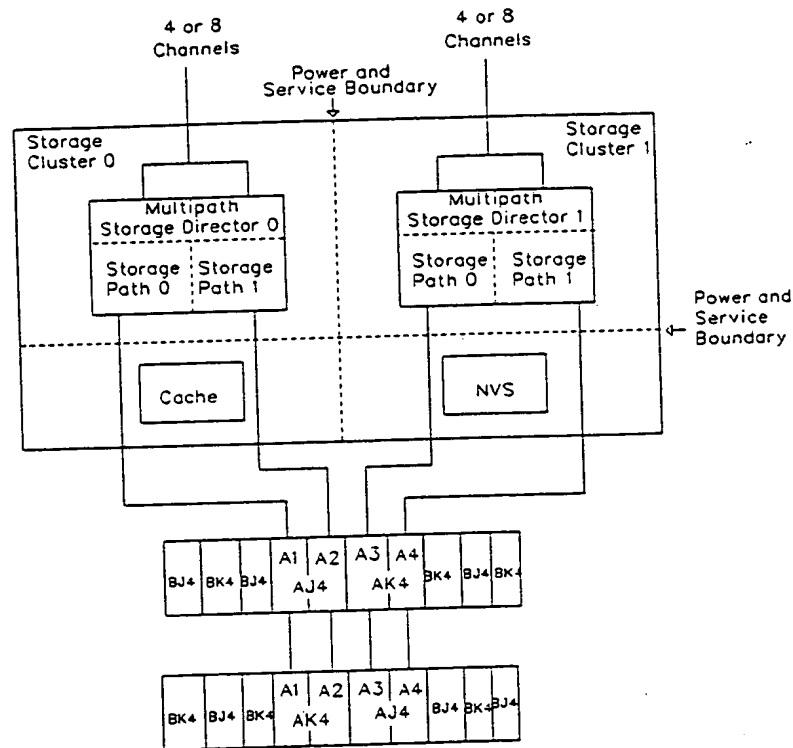 4 or 8
Channels
4 or 8
Channels
Power and
Service Boundary
Storage
Cluster 0
Storage
Cluster 1
Multipath
Storage Director 0
Storage
Path 0
Storage
Path 1
Multipath
Storage Director 1
Storage
Path 0
Storage
Path 1
Power and
Service
Boundary
Cache
NVS
A1 A2 A3 A4
BJ4 BK4 BJ4 AJ4 AK4 BK4 BJ4 BK4
A1 A2 A3 A4
BK4 BJ4 BK4 AK4 AJ4 BJ4 BK4 BJ4